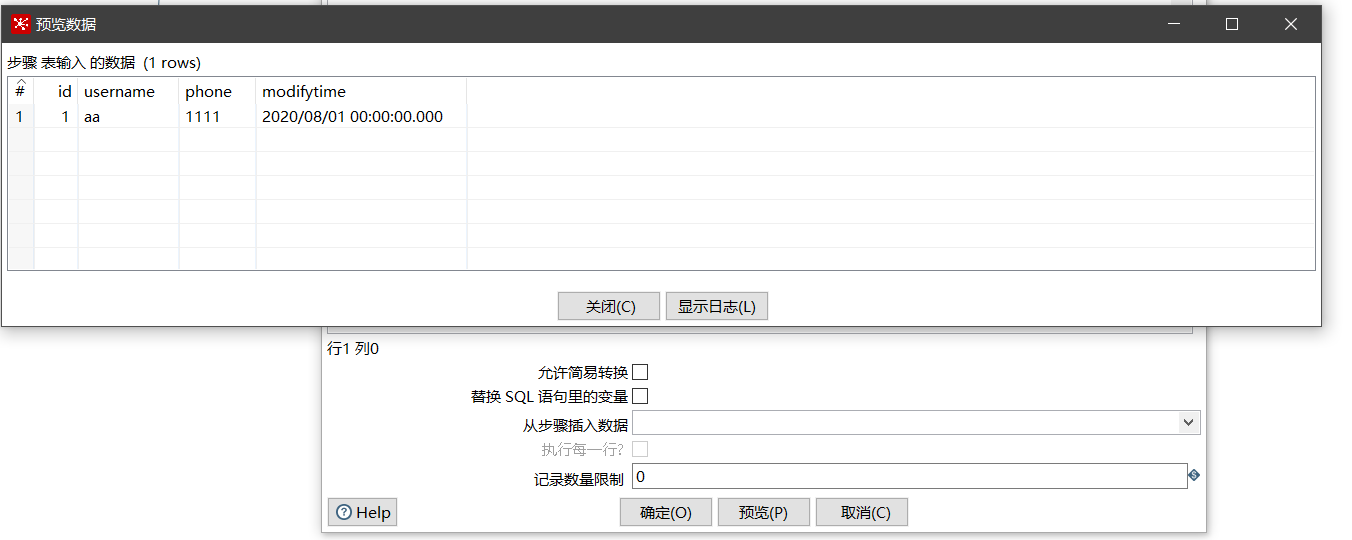 预览数据
步骤 表输入 的数据 (1 rows)
# id username phone modifytime
1 1 aa 1111 2020/08/01 00:00:00.000
关闭(C) 显示日志(L)
行1 列0
允许简易转换
替换 SQL 语句里的变量
从步骤插入数据
执行每一行?
记录数量限制 0
Help 确定(O) 预览(P) 取消(C)